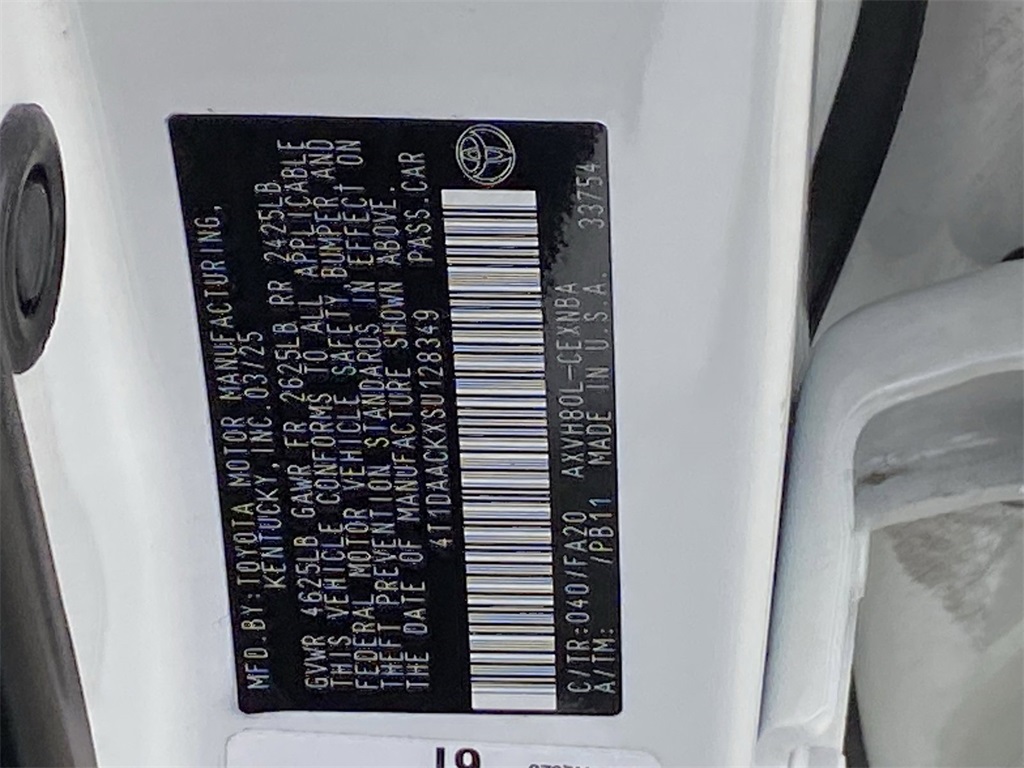 MFD.BY:TOYOTA MOTOR MANUFACTURING,
KENTUCKY, INC.03/25
GVWR 4625LB GAWR FR 2625LB RR 2425LB
THIS VEHICLE CONFORMS TO ALL APPLICABLE
FEDERAL MOTOR VEHICLE SAFETY, BUMPER, AND
THEFT PREVENTION STANDARDS IN EFFECT ON
THE DATE OF MANUFACTURE SHOWN ABOVE.
4T1DAACKXSU128349 PASS.CAR
C/TR:040/FA20 AXVH80L-CEXNBA
A/TM: /PB11 MADE IN U.S.A. 33754